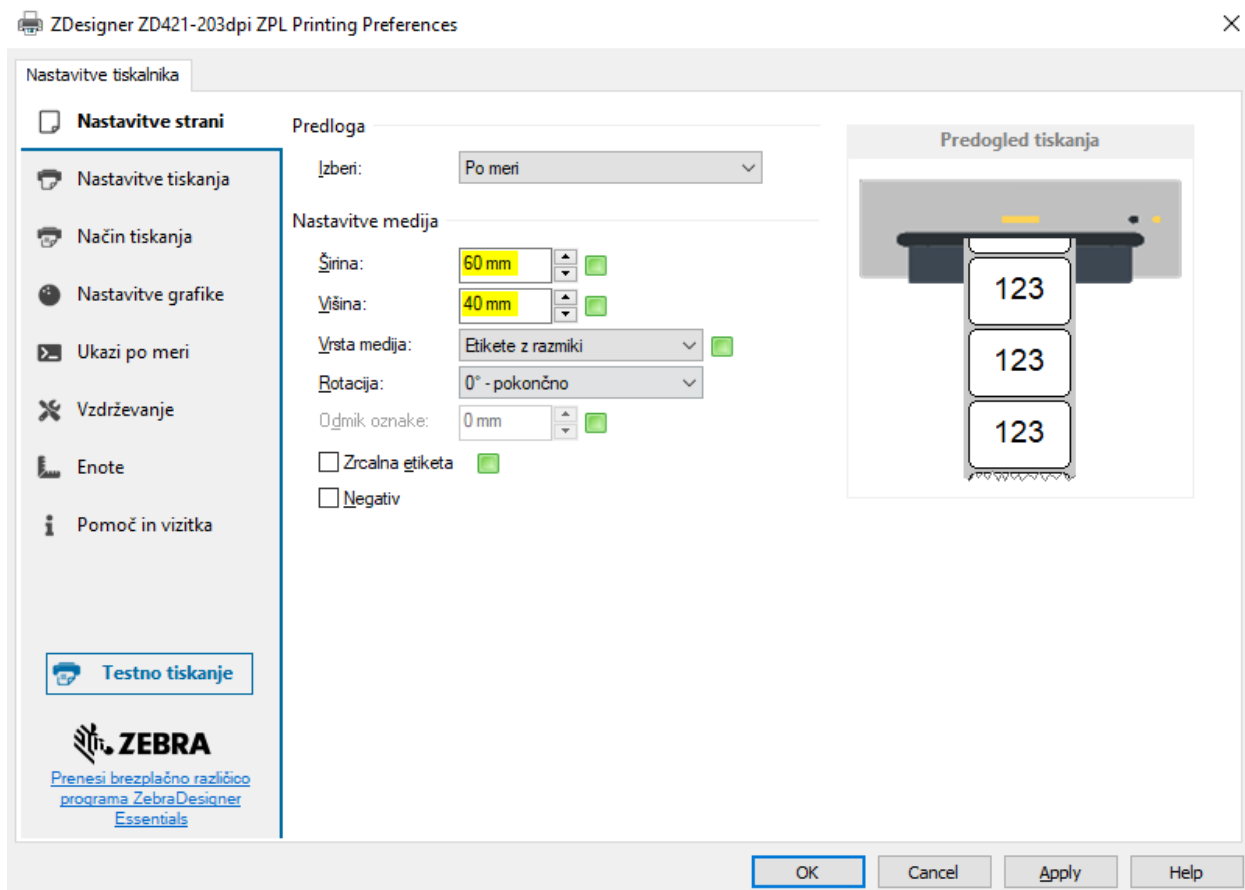 ZDesigner ZD421-203dpi ZPL Printing Preferences
Nastavitve tiskalnika
Nastavitve strani
Nastavitve tiskanja
Način tiskanja
Nastavitve grafike
Ukazi po meri
Vzdrževanje
Enote
Pomoč in vizitka
Testno tiskanje
ZEBRA
Prenesi brezplačno različico
programa ZebraDesigner
Essentials
Predloga
Izberi: Po meri
Nastavitve medija
Širina: 60 mm
Višina: 40 mm
Vrsta medija: Etikete z razmiki
Rotacija: 0° - pokončno
Odmik oznake: 0 mm
Zrcalna etiketa
Negativ
Predogled tiskanja
123
123
123
OK Cancel Apply Help